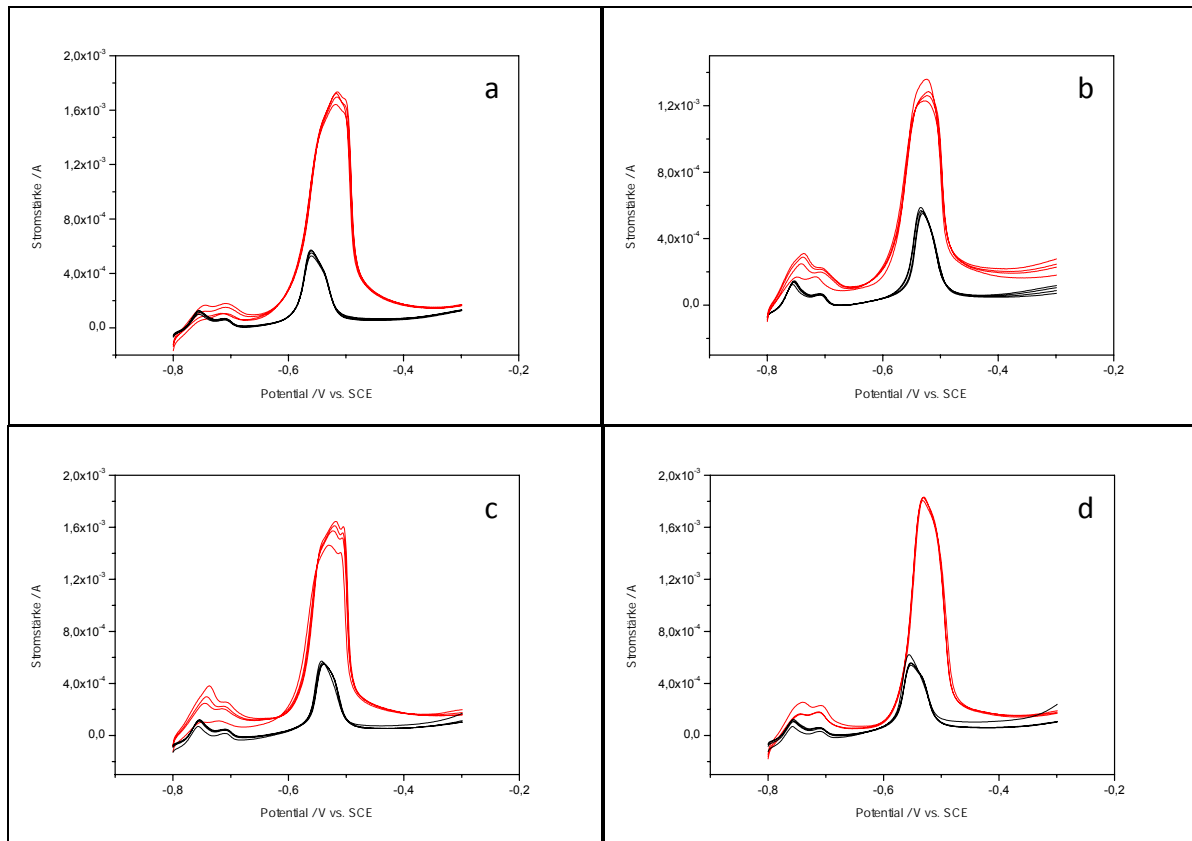 a
2,0x10⁻³
1,6x10⁻³
1,2x10⁻³
8,0x10⁻⁴
4,0x10⁻⁴
0,0
Stromstärke / A
-0,8
-0,6
-0,4
-0,2
Potential /V vs. SCE
b
1,2x10⁻³
8,0x10⁻⁴
4,0x10⁻⁴
0,0
Stromstärke / A
-0,8
-0,6
-0,4
-0,2
Potential /V vs. SCE
c
2,0x10⁻³
1,6x10⁻³
1,2x10⁻³
8,0x10⁻⁴
4,0x10⁻⁴
0,0
Stromstärke / A
-0,8
-0,6
-0,4
-0,2
Potential /V vs. SCE
d
2,0x10⁻³
1,6x10⁻³
1,2x10⁻³
8,0x10⁻⁴
4,0x10⁻⁴
0,0
Stromstärke / A
-0,8
-0,6
-0,4
-0,2
Potential /V vs. SCE